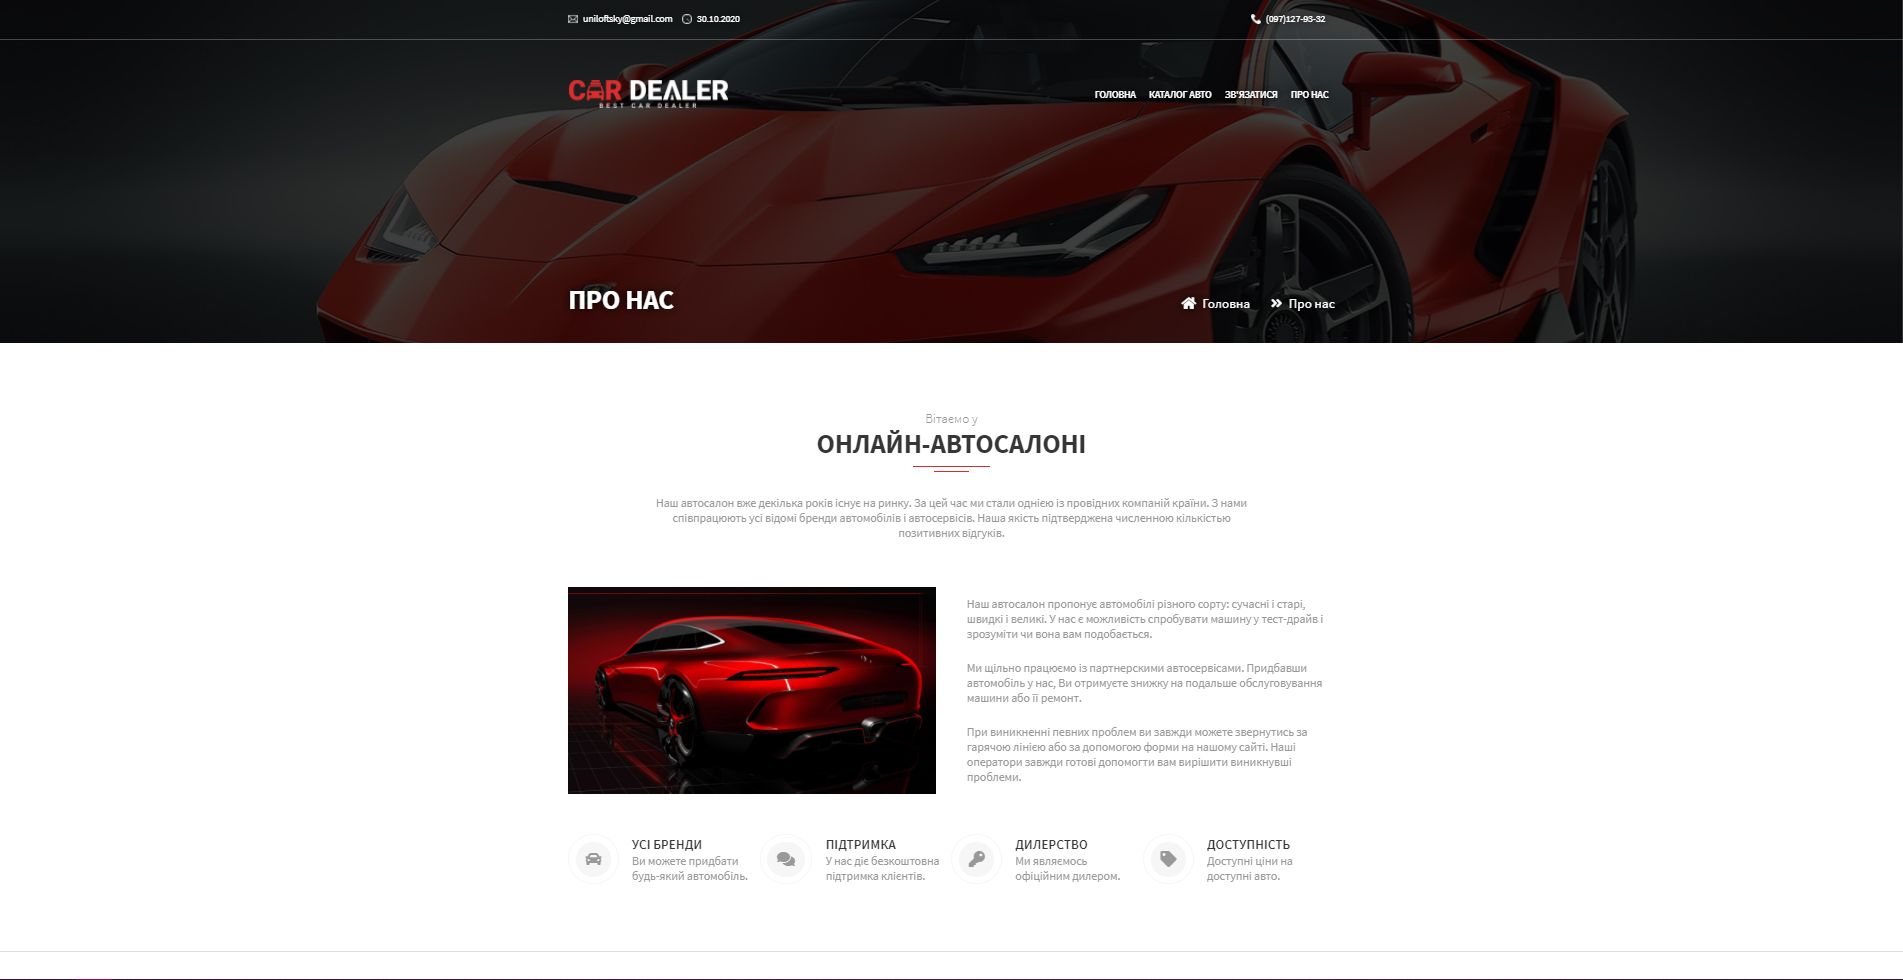 uniloftsky@gmail.com 30.10.2020 (097)127-93-32
CAR DEALER
BEST CAR DEALER
ГОЛОВНА КАТАЛОГ АВТО ЗВ'ЯЗАТИСЯ ПРО НАС
ПРО НАС
Головна Про нас
Вітаємо у
ОНЛАЙН-АВТОСАЛОНІ
Наш автосалон вже декілька років існує на ринку. За цей час ми стали однією із провідних компаній країни. З нами
співпрацюють усі відомі бренди автомобілів і автосервісів. Наша якість підтверджена численною кількістью
позитивних відгуків.
Наш автосалон пропонує автомобілі різного сорту: сучасні і старі,
швидкі і великі. У нас є можливість спробувати машину у тест-драйв і
зрозуміти чи вона вам подобається.
Ми щільно працюємо із партнерскими автосервісами. Придбавши
автомобіль у нас, Ви отримуєте знижку на подальше обслуговування
машини або її ремонт.
При виникненні певних проблем ви завжди можете звернутись за
гарячою лінією або за допомогою форми на нашому сайті. Наші
оператори завжди готові допомогти вам вирішити виникнувші
проблеми.
УСІ БРЕНДИ
Ви можете придбати
будь-який автомобіль.
ПІДТРИМКА
У нас діє безкоштовна
підтримка клієнтів.
ДИЛЕРСТВО
Ми являємось
офіційним дилером.
ДОСТУПНІСТЬ
Доступні ціни на
доступні авто.